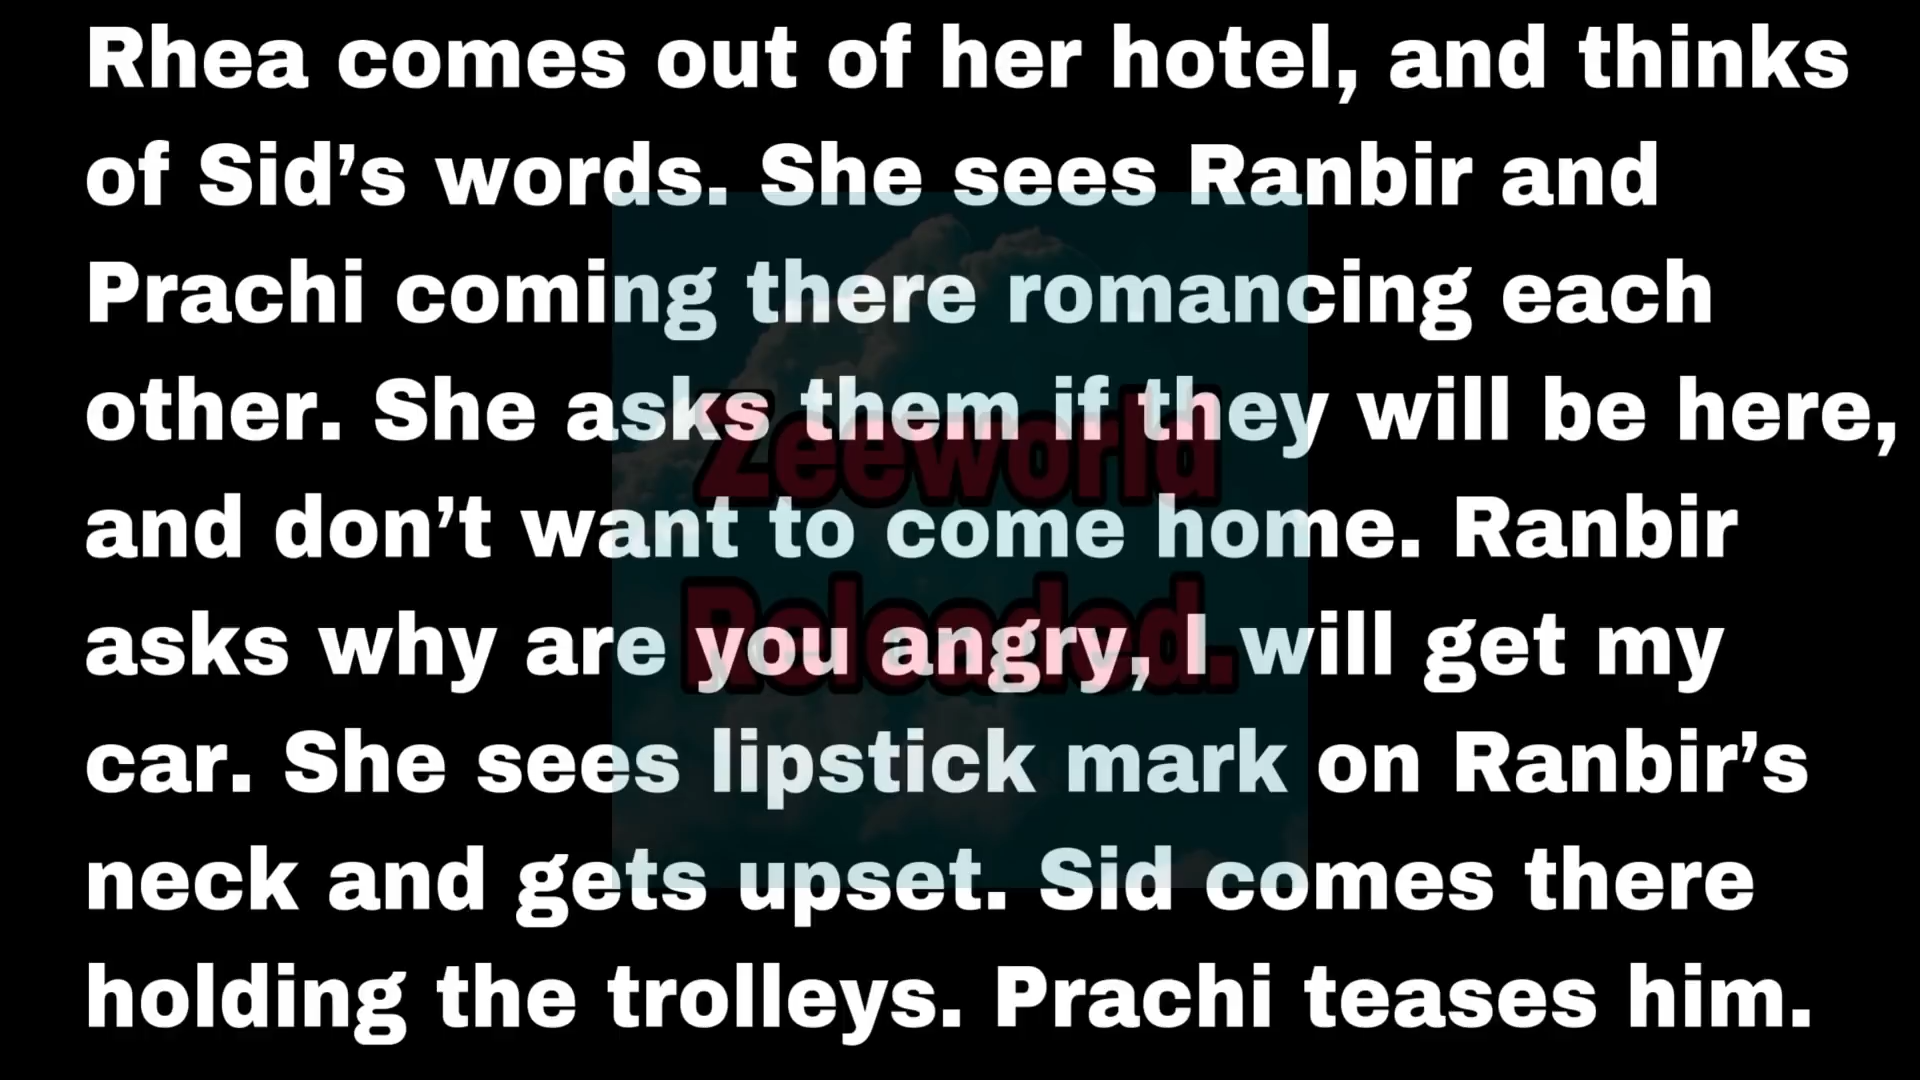 Rhea comes out of her hotel, and thinks
of Sid’s words. She sees Ranbir and
Prachi coming there romancing each
other. She asks them if they will be here,
and don’t want to come home. Ranbir
asks why are you angry, I will get my
car. She sees lipstick mark on Ranbir’s
neck and gets upset. Sid comes there
holding the trolleys. Prachi teases him.
Zeeworld
Reloaded.